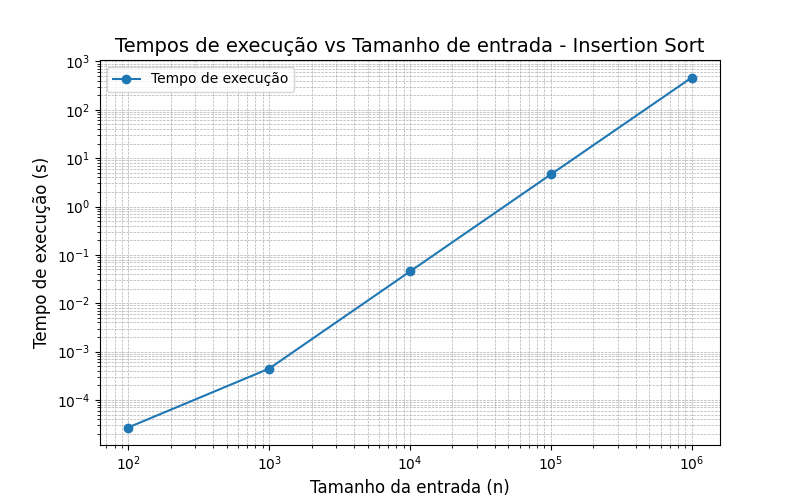 Tempos de execução vs Tamanho de entrada - Insertion Sort
Tempo de execução
Tempo de execução (s)
10³
10²
10¹
10⁰
10⁻¹
10⁻²
10⁻³
10⁻⁴
10² 10³ 10⁴ 10⁵ 10⁶
Tamanho da entrada (n)